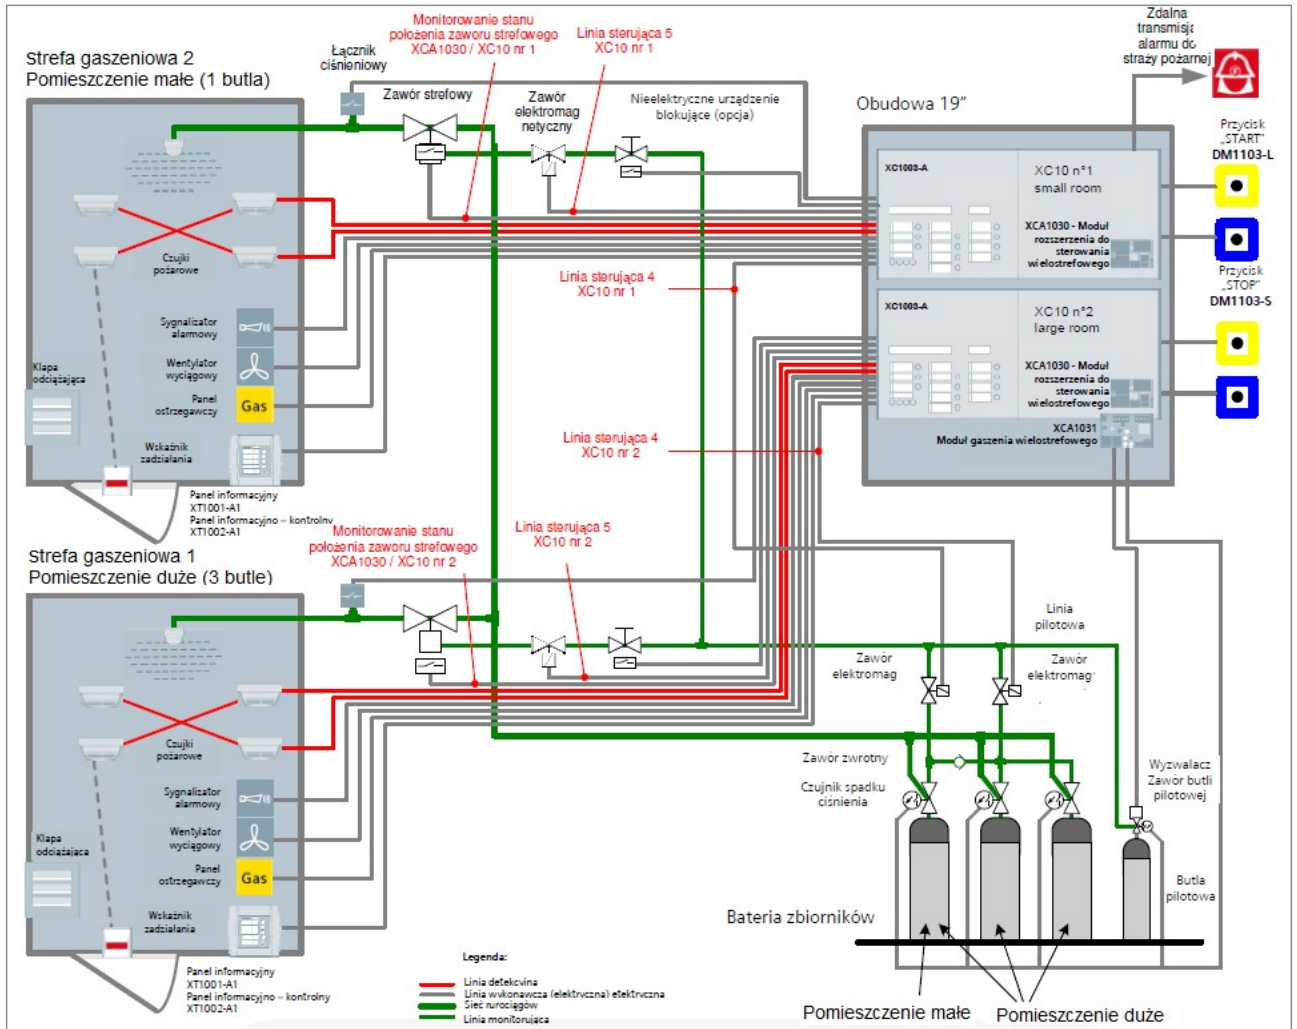 Strefa gaszeniowa 2
Pomieszczenie małe (1 butla)
Łącznik
ciśnieniowy
Monitorowanie stanu
położenia zaworu strefowego
XCA1030 / XC10 nr 1
Linia sterująca 5
XC10 nr 1
Zawór strefowy
Zawór
elektromag
netyczny
Nieelektryczne urządzenie
blokujące (opcja)
Zdalna
transmisja
alarmu do
straży pożarnej
Obudowa 19”
Przycisk
„START”
DM1103-L
XC1003-A
XC10 n°1
small room
XCA1030 - Moduł
rozszerzenia do
sterowania
wielostrefowego
Przycisk
„STOP”
DM1103-S
Czujki
pożarowe
Linia sterująca 4
XC10 nr 1
XC1003-A
XC10 n°2
large room
XCA1030 - Moduł
rozszerzenia do
sterowania
wielostrefowego
XCA1031
Moduł gaszenia wielostrefowego
Sygnalizator
alarmowy
Wentylator
wyciągowy
Klapa
odciążająca
Panel
ostrzegawczy
Gas
Wskaźnik
zadziałania
Linia sterująca 4
XC10 nr 2
Panel informacyjny
XT1001-A1
Panel informacyjno – kontrolny
XT1002-A1
Strefa gaszeniowa 1
Pomieszczenie duże (3 butle)
Monitorowanie stanu
położenia zaworu strefowego
XCA1030 / XC10 nr 2
Linia sterująca 5
XC10 nr 2
Linia
pilotowa
Zawór
elektromag
Zawór
elektromag
Czujki
pożarowe
Zawór zwrotny
Czujnik spadku
ciśnienia
Wyzwalacz
Zawór butli
pilotowej
Sygnalizator
alarmowy
Wentylator
wyciągowy
Klapa
odciążająca
Panel
ostrzegawczy
Gas
Wskaźnik
zadziałania
Butla
pilotowa
Bateria zbiorników
Panel informacyjny
XT1001-A1
Panel informacyjno – kontrolny
XT1002-A1
Legenda:
Linia detekcyjna
Linia wykonawcza (elektryczna) elektryczna
Sieć rurociągów
Linia monitorująca
Pomieszczenie małe
Pomieszczenie duże